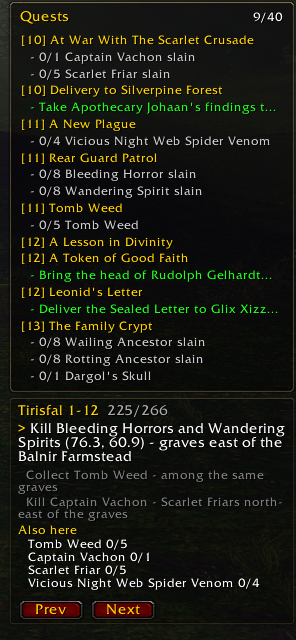 Quests 9/40
[10] At War With The Scarlet Crusade
- 0/1 Captain Vachon slain
- 0/5 Scarlet Friar slain
[10] Delivery to Silverpine Forest
- Take Apothecary Johaan's findings t...
[11] A New Plague
- 0/4 Vicious Night Web Spider Venom
[11] Rear Guard Patrol
- 0/8 Bleeding Horror slain
- 0/8 Wandering Spirit slain
[11] Tomb Weed
- 0/5 Tomb Weed
[12] A Lesson in Divinity
[12] A Token of Good Faith
- Bring the head of Rudolph Gelhardt...
[12] Leonid's Letter
- Deliver the Sealed Letter to Glix Xizz...
[13] The Family Crypt
- 0/8 Wailing Ancestor slain
- 0/8 Rotting Ancestor slain
- 0/1 Dargol's Skull
Tirisfal 1-12 225/266
> Kill Bleeding Horrors and Wandering
Spirits (76.3, 60.9) - graves east of the
Balnir Farmstead
Collect Tomb Weed - among the same
graves
Kill Captain Vachon - Scarlet Friars north-
east of the graves
Also here
Tomb Weed 0/5
Captain Vachon 0/1
Scarlet Friar 0/5
Vicious Night Web Spider Venom 0/4
Prev Next